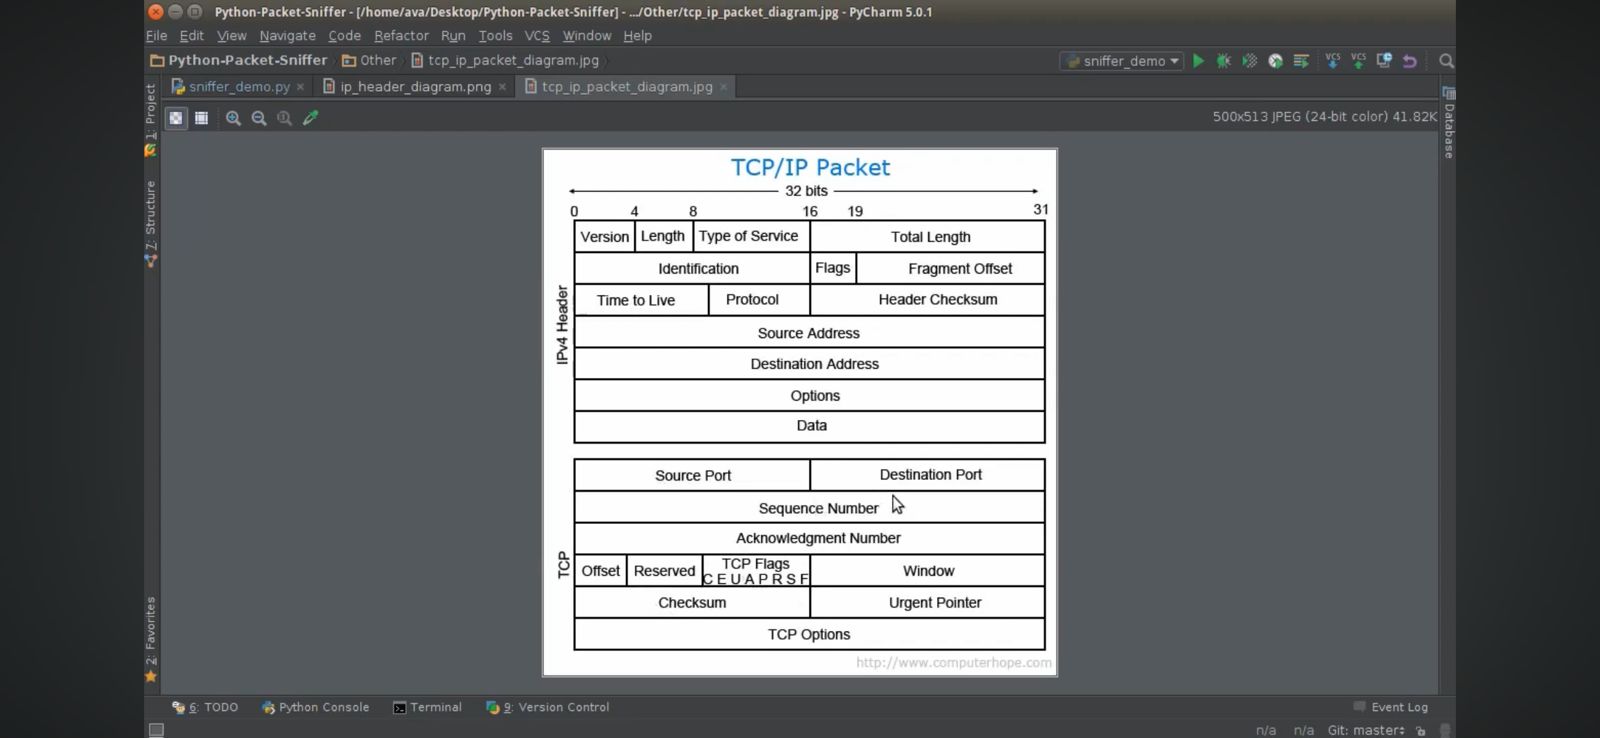 Python-Packet-Sniffer - [/home/ava/Desktop/Python-Packet-Sniffer] - .../Other/tcp_ip_packet_diagram.jpg - PyCharm 5.0.1
File Edit View Navigate Code Refactor Run Tools VCS Window Help
Python-Packet-Sniffer Other tcp_ip_packet_diagram.jpg sniffer_demo VCS VCS
sniffer_demo.py ip_header_diagram.png tcp_ip_packet_diagram.jpg
500x513 JPEG (24-bit color) 41.82K
1: Project
7: Structure
2: Favorites
Database
TCP/IP Packet
32 bits
0 4 8 16 19 31
IPv4 Header
Version Length Type of Service Total Length
Identification Flags Fragment Offset
Time to Live Protocol Header Checksum
Source Address
Destination Address
Options
Data
TCP
Source Port Destination Port
Sequence Number
Acknowledgment Number
Offset Reserved TCP Flags Window
C E U A P R S F
Checksum Urgent Pointer
TCP Options
http://www.computerhope.com
6: TODO Python Console Terminal 9: Version Control Event Log
n/a n/a Git: master